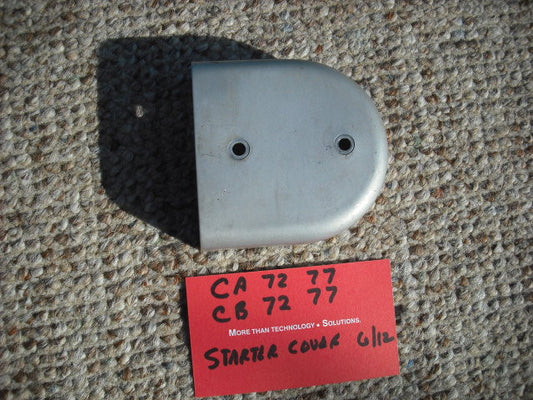 CA 72 77
CB 72 77
MORE THAN TECHNOLOGY • SOLUTIONS.
STARTER COVER 6/12